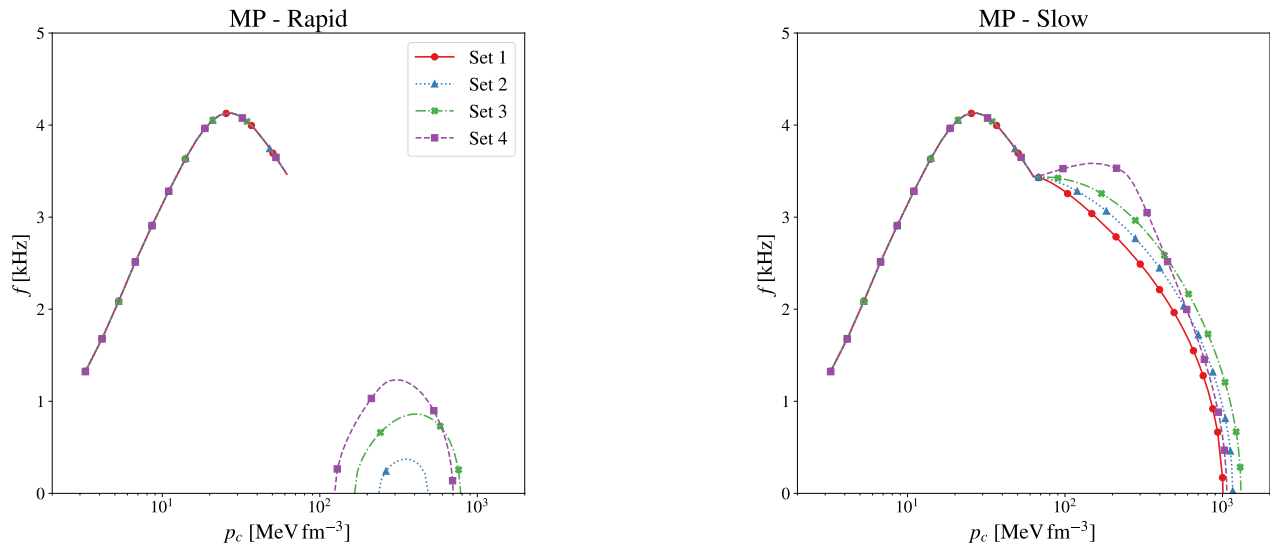 MP - Rapid
5
4
3
2
1
0
f [kHz]
10¹
10²
10³
p_c [MeV fm⁻³]
Set 1
Set 2
Set 3
Set 4
MP - Slow
5
4
3
2
1
0
f [kHz]
10¹
10²
10³
p_c [MeV fm⁻³]